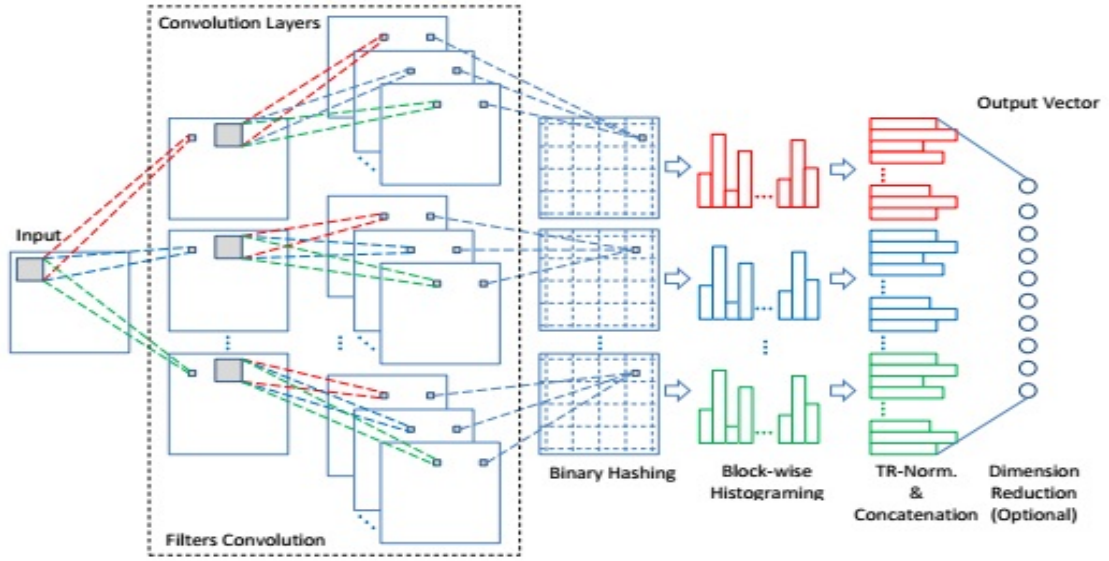 Convolution Layers
Output Vector
Input
Binary Hashing
Block-wise
Histograming
TR-Norm.
&
Concatenation
Dimension
Reduction
(Optional)
Filters Convolution